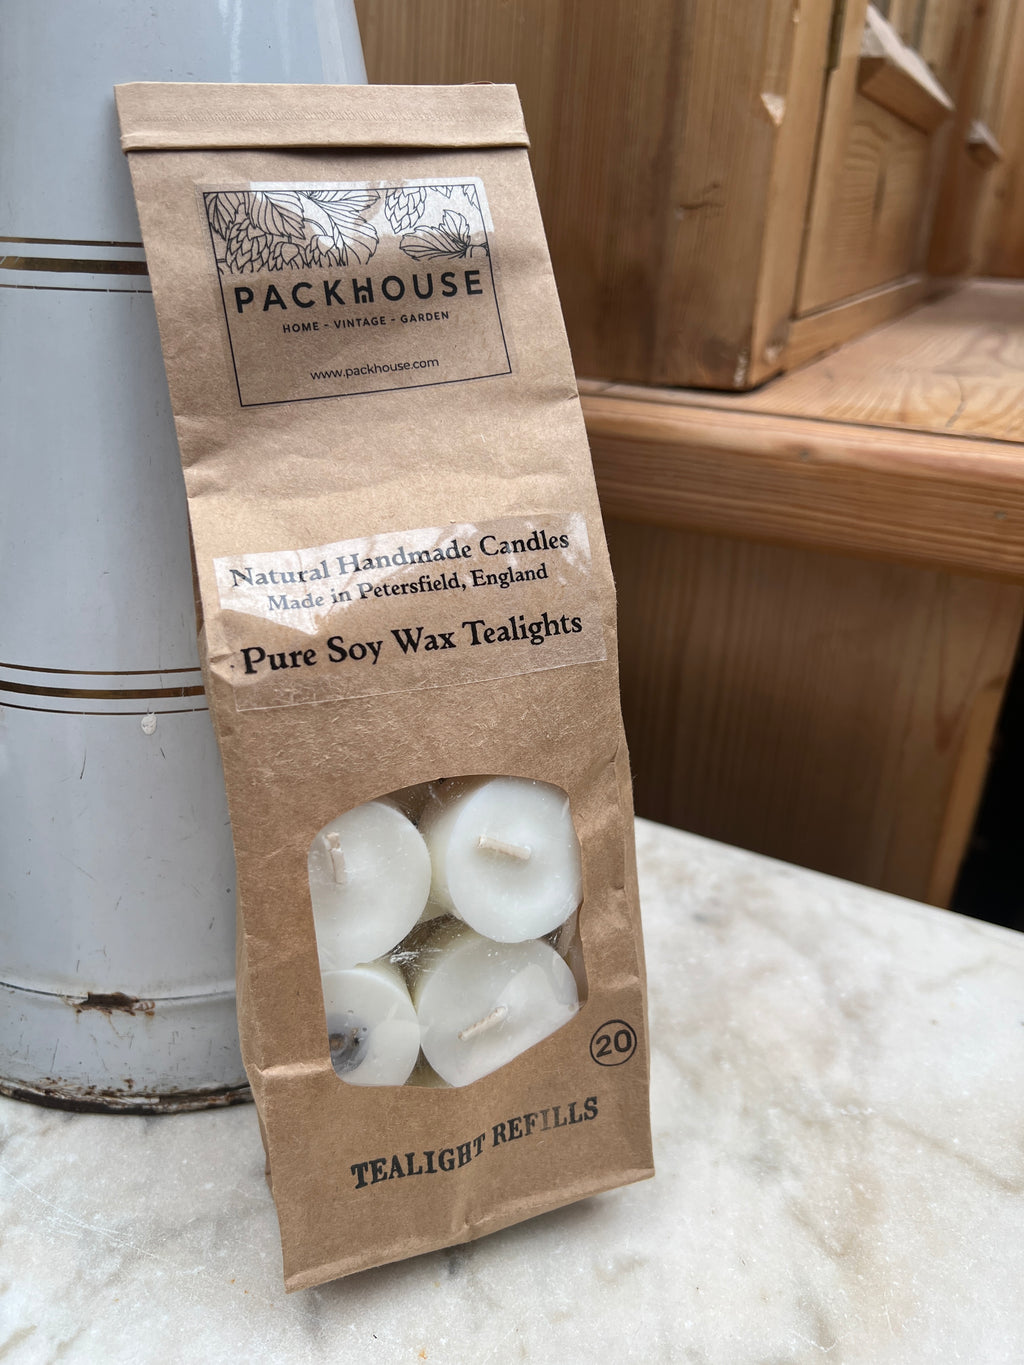 PACKHOUSE
HOME - VINTAGE - GARDEN
www.packhouse.com
Natural Handmade Candles
Made in Petersfield, England
Pure Soy Wax Tealights
20
TEALIGHT REFILLS